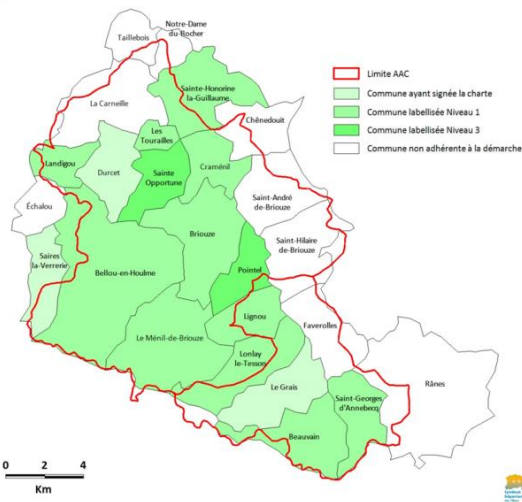 Notre-Dame
du-Rocher
Taillebois
Sainte-Honorine
la-Guillaume
La Carneille
Chênedouit
Les
Tourailles
Landigou
Durcet
Sainte
Opportune
Craménil
Échalou
Saint-André
de-Briouze
Briouze
Saint-Hilaire
de-Briouze
Saires
la-Verrerie
Bellou-en-Houlme
Pointel
Lignou
Faverolles
Le Ménil-de-Briouze
Lonlay
le-Tesson
Rânes
Le Grais
Saint-Georges
d'Annebecq
Beauvain
Limite AAC
Commune ayant signée la charte
Commune labellisée Niveau 1
Commune labellisée Niveau 3
Commune non adhérente à la démarche
0 2 4
Km